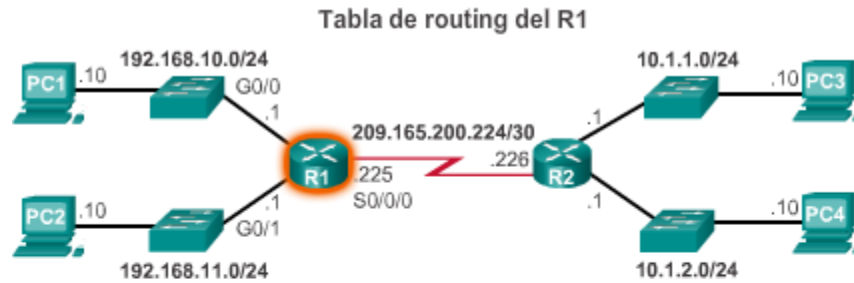 Tabla de routing del R1
192.168.10.0/24
10.1.1.0/24
PC1
.10
G0/0
.1
209.165.200.224/30
.1
.10
PC3
R1
.225
S0/0/0
.226
R2
PC2
.10
.1
G0/1
.1
.10
PC4
192.168.11.0/24
10.1.2.0/24